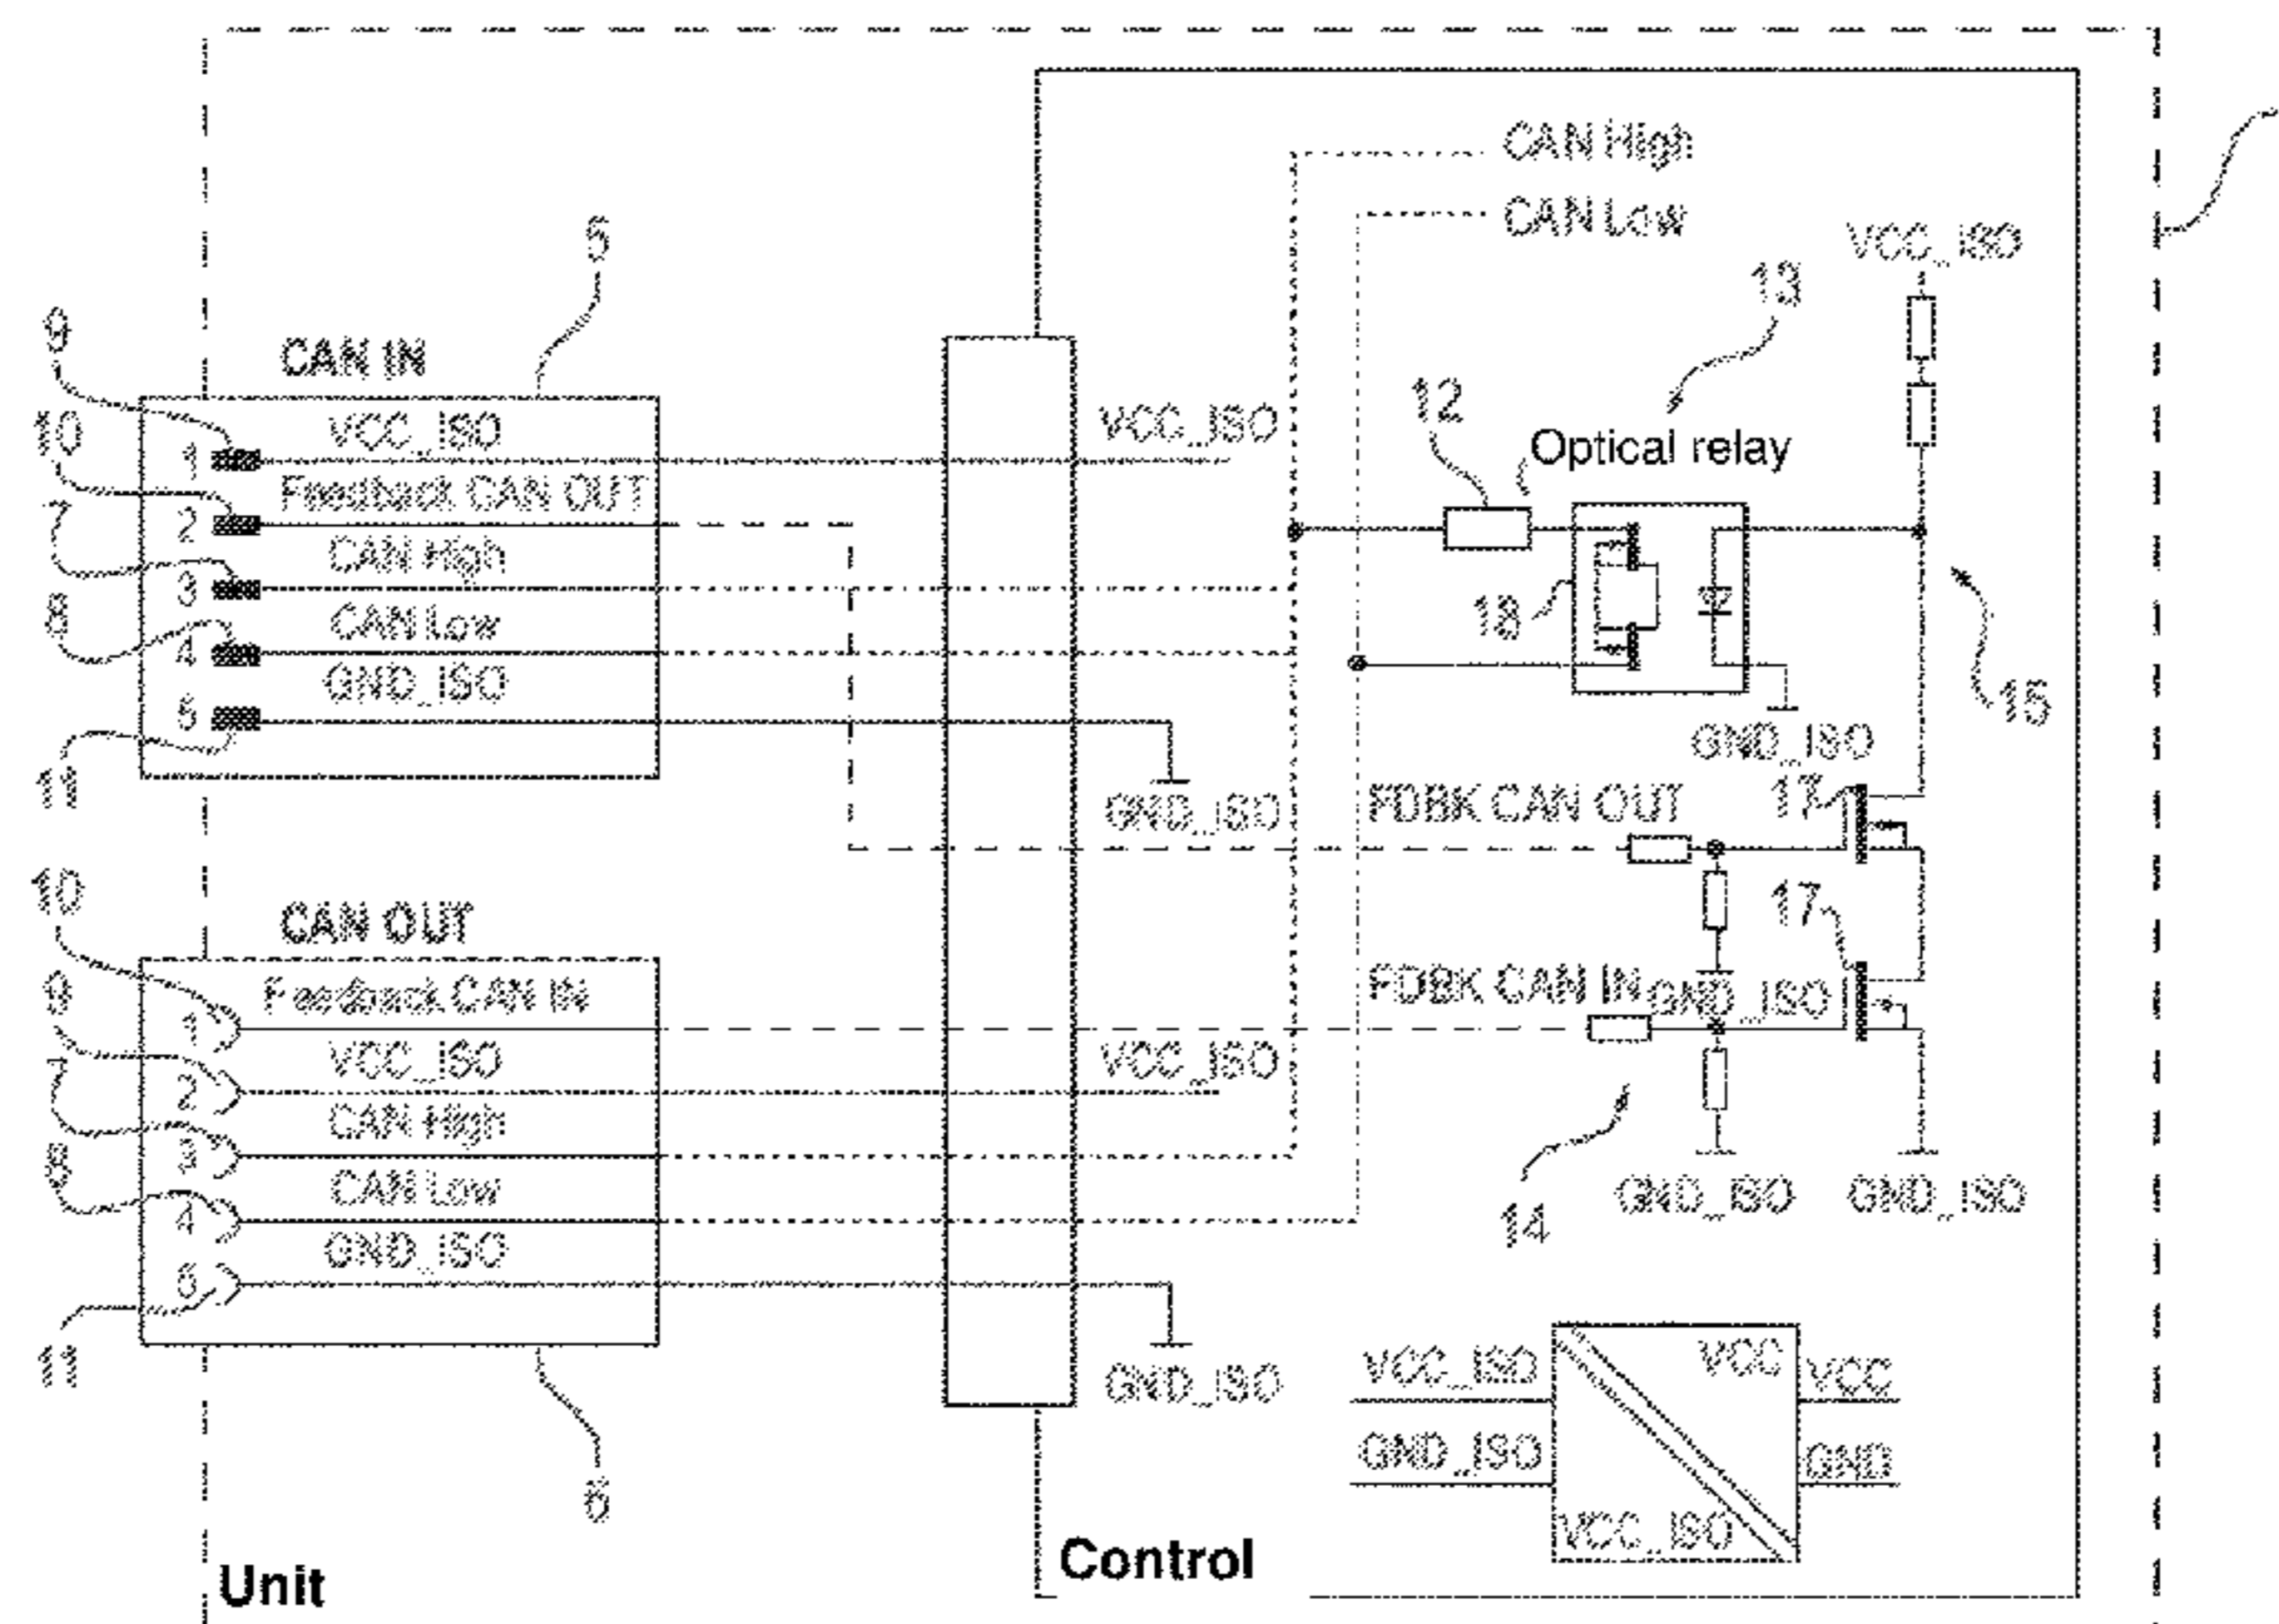 CAN High
CAN Low
VCC_ISO
5
13
9
CAN IN
12
10
VCC_ISO
VCC_ISO
1
Optical relay
Feedback CAN OUT
7
2
CAN High
8
3
18
CAN Low
4
GND_ISO
15
5
GND_ISO
11
GND_ISO
FDBK CAN OUT
17
10
CAN OUT
17
9
Feedback CAN IN
FDBK CAN IN
GND_ISO
1
7
VCC_ISO
VCC_ISO
2
CAN High
8
3
CAN Low
GND_ISO
GND_ISO
4
14
GND_ISO
5
11
GND_ISO
VCC_ISO
VCC
VCC
GND_ISO
GND
6
VCC_ISO
Control
Unit